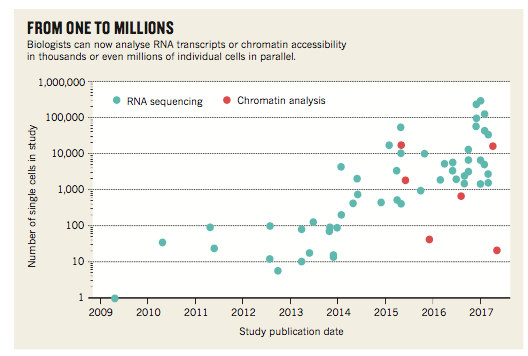 FROM ONE TO MILLIONS
Biologists can now analyse RNA transcripts or chromatin accessibility
in thousands or even millions of individual cells in parallel.
1,000,000
RNA sequencing
Chromatin analysis
100,000
10,000
1,000
100
10
1
Number of single cells in study
2009 2010 2011 2012 2013 2014 2015 2016 2017
Study publication date